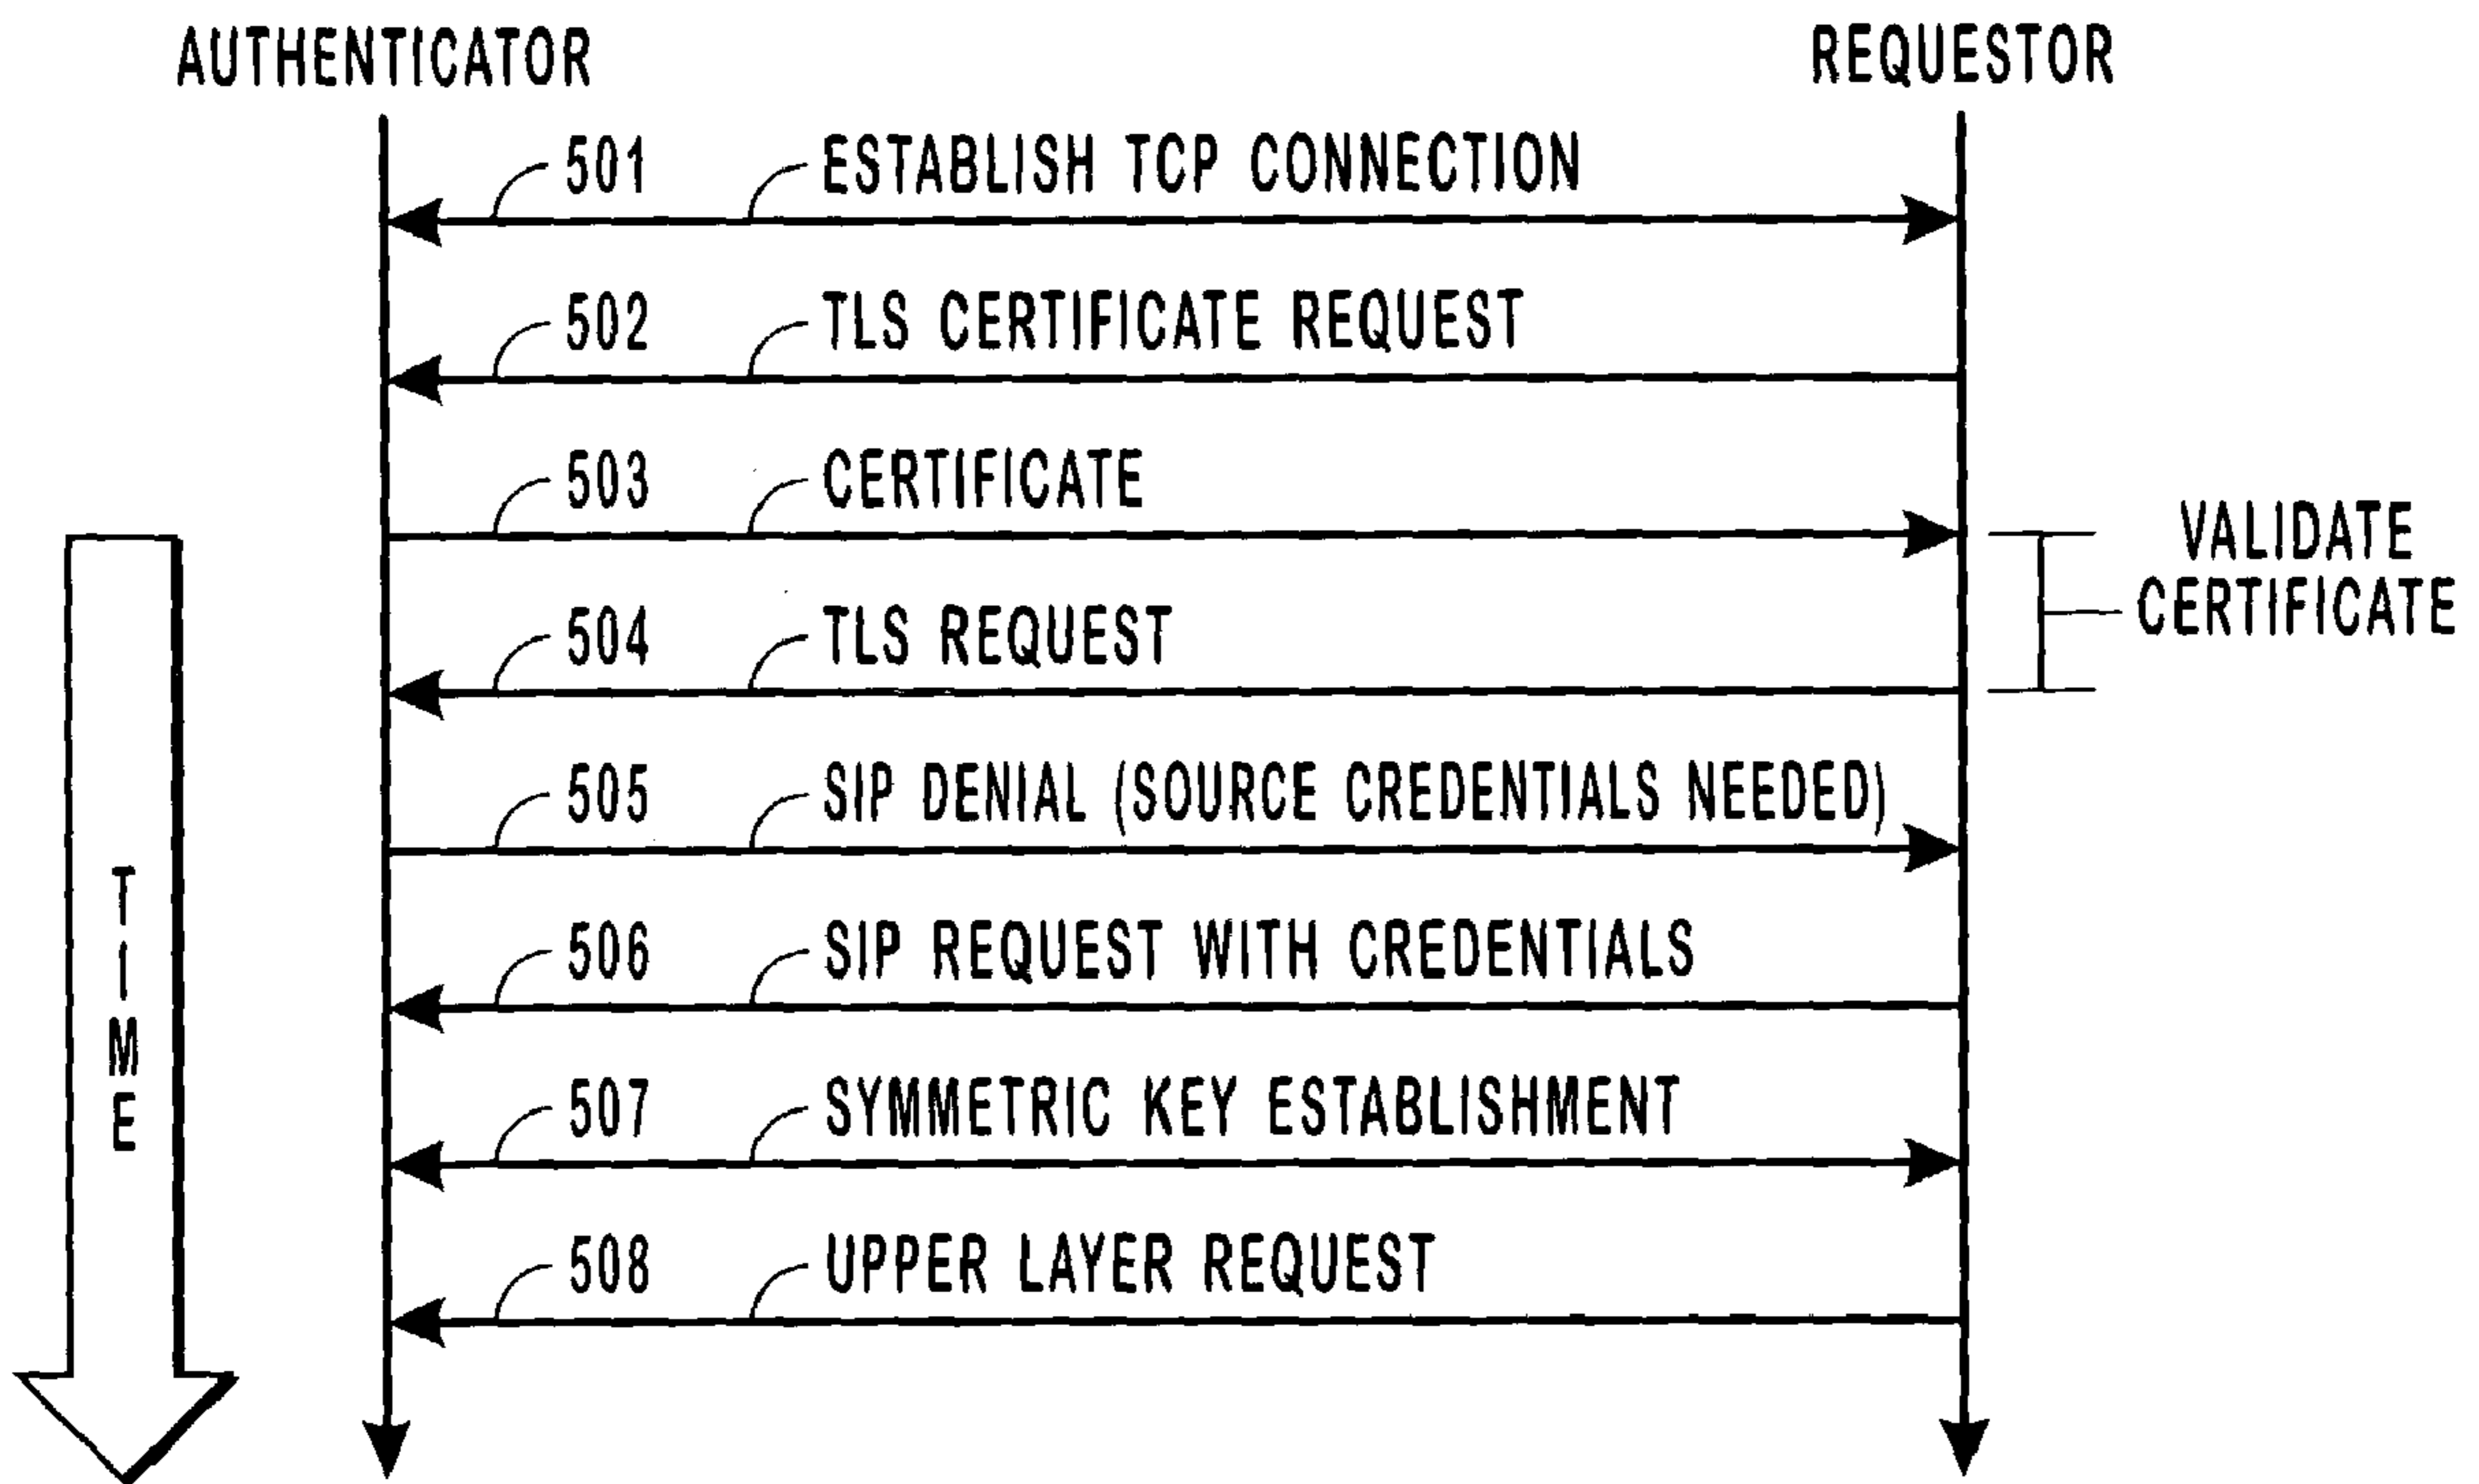 AUTHENTICATOR
REQUESTOR
501
ESTABLISH TCP CONNECTION
502
TLS CERTIFICATE REQUEST
503
CERTIFICATE
VALIDATE
CERTIFICATE
504
TLS REQUEST
505
SIP DENIAL (SOURCE CREDENTIALS NEEDED)
506
SIP REQUEST WITH CREDENTIALS
507
SYMMETRIC KEY ESTABLISHMENT
508
UPPER LAYER REQUEST
TIME